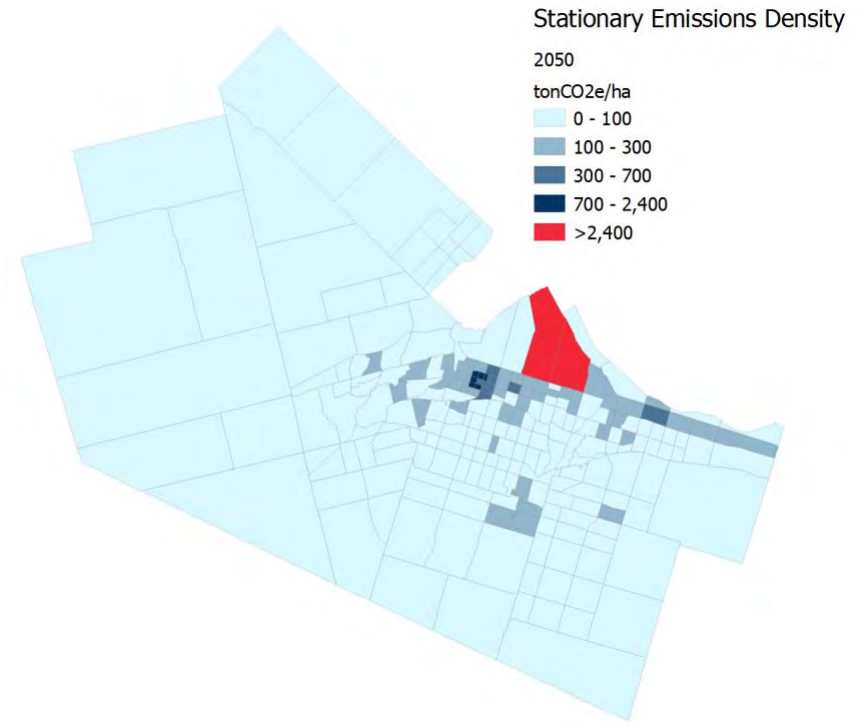 Stationary Emissions Density
2050
tonCO2e/ha
0 - 100
100 - 300
300 - 700
700 - 2,400
>2,400